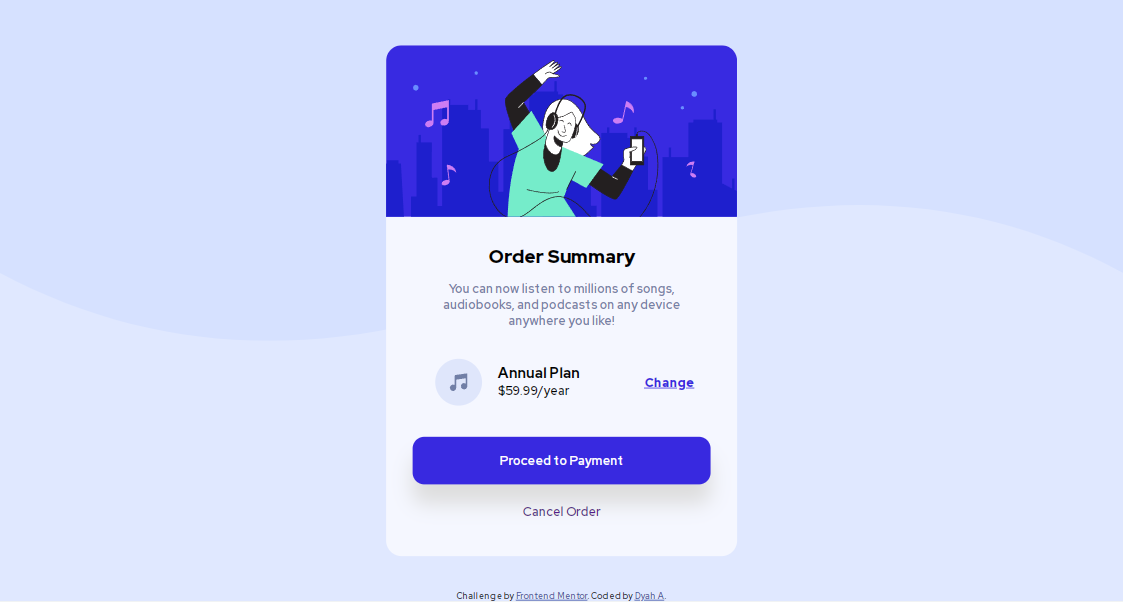 Order Summary
You can now listen to millions of songs,
audiobooks, and podcasts on any device
anywhere you like!
Annual Plan
$59.99/year
Change
Proceed to Payment
Cancel Order
Challenge by Frontend Mentor. Coded by Dyah A.